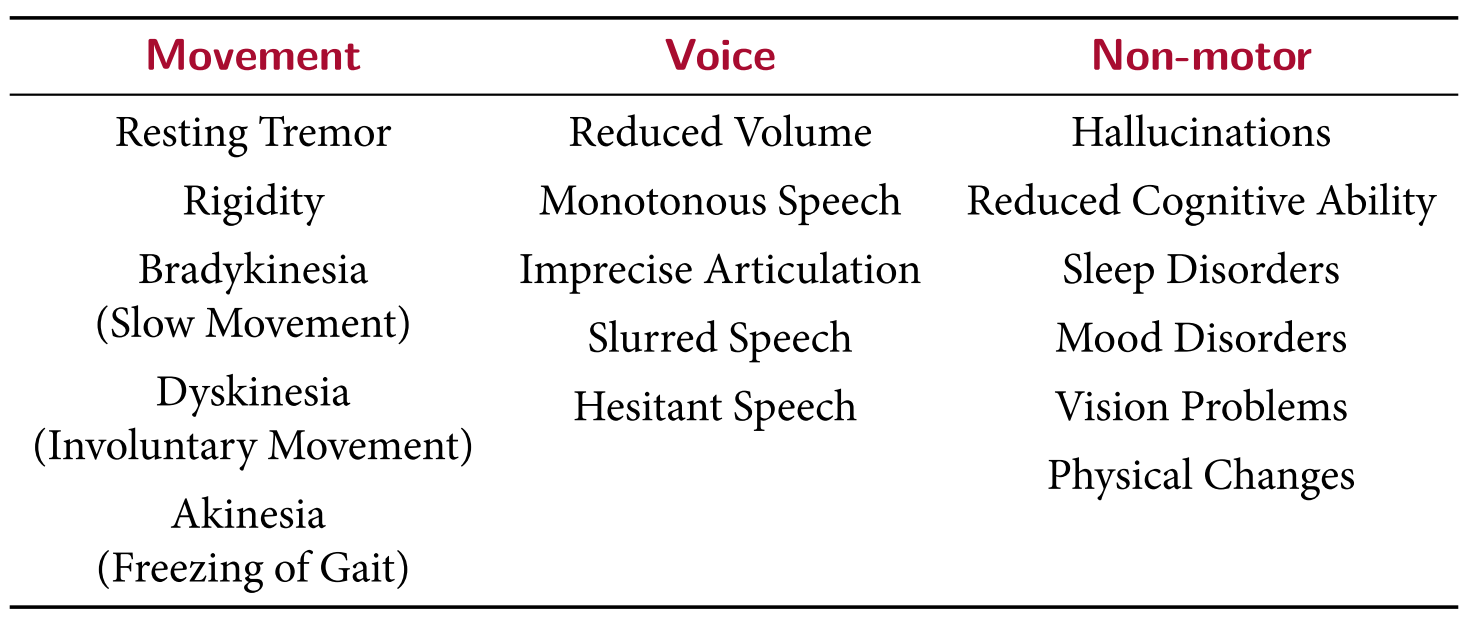 Movement Voice Non-motor
Resting Tremor Reduced Volume Hallucinations
Rigidity Monotonous Speech Reduced Cognitive Ability
Bradykinesia Imprecise Articulation Sleep Disorders
(Slow Movement) Slurred Speech Mood Disorders
Dyskinesia Hesitant Speech Vision Problems
(Involuntary Movement) Physical Changes
Akinesia
(Freezing of Gait)